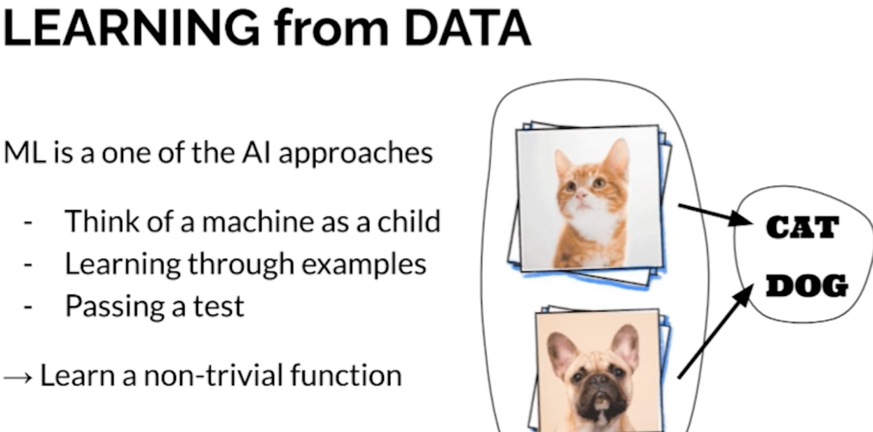 LEARNING from DATA
ML is a one of the AI approaches
- Think of a machine as a child
- Learning through examples
- Passing a test
→ Learn a non-trivial function
CAT
DOG